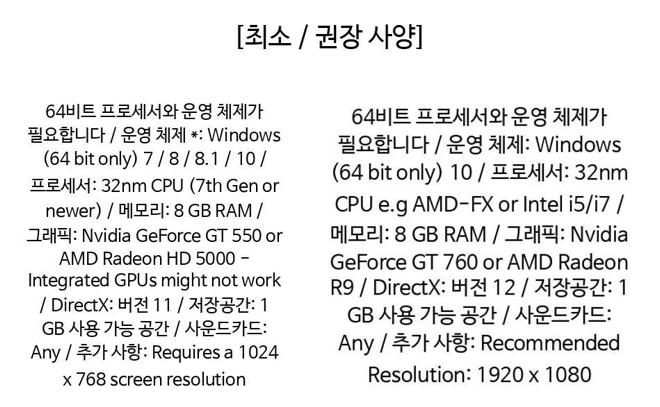 [최소 / 권장 사양]
64비트 프로세서와 운영 체제가
필요합니다 / 운영 체제 *: Windows
(64 bit only) 7 / 8 / 8.1 / 10 /
프로세서: 32nm CPU (7th Gen or
newer) / 메모리: 8 GB RAM /
그래픽: Nvidia GeForce GT 550 or
AMD Radeon HD 5000 -
Integrated GPUs might not work
/ DirectX: 버전 11 / 저장공간: 1
GB 사용 가능 공간 / 사운드카드:
Any / 추가 사항: Requires a 1024
x 768 screen resolution
64비트 프로세서와 운영 체제가
필요합니다 / 운영 체제: Windows
(64 bit only) 10 / 프로세서: 32nm
CPU e.g AMD-FX or Intel i5/i7 /
메모리: 8 GB RAM / 그래픽: Nvidia
GeForce GT 760 or AMD Radeon
R9 / DirectX: 버전 12 / 저장공간: 1
GB 사용 가능 공간 / 사운드카드:
Any / 추가 사항: Recommended
Resolution: 1920 x 1080